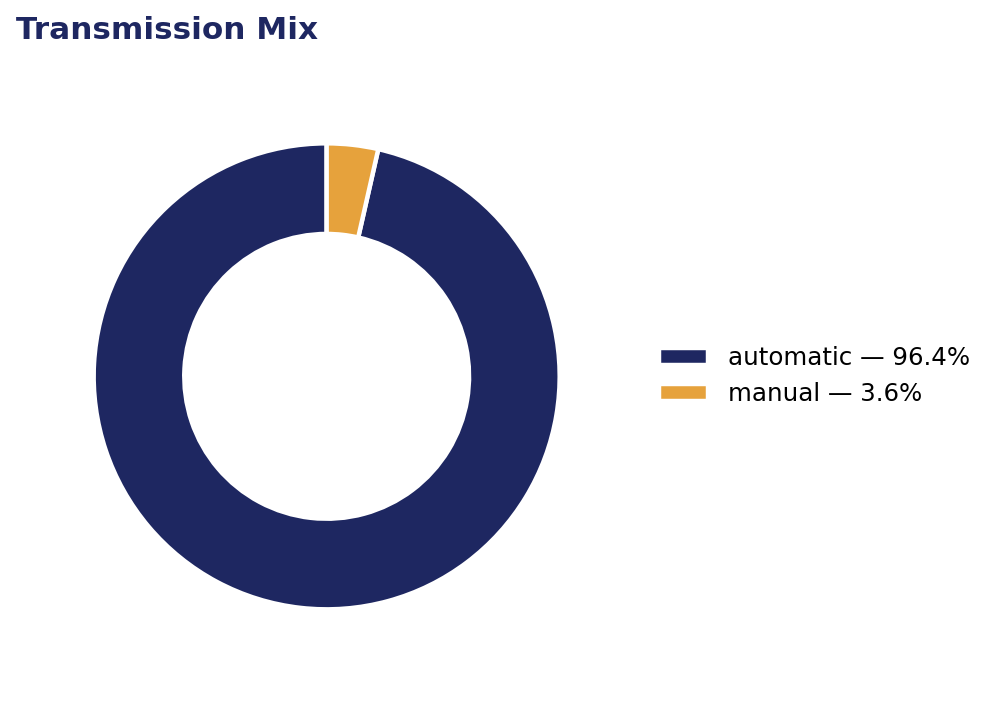 Transmission Mix
automatic — 96.4%
manual — 3.6%